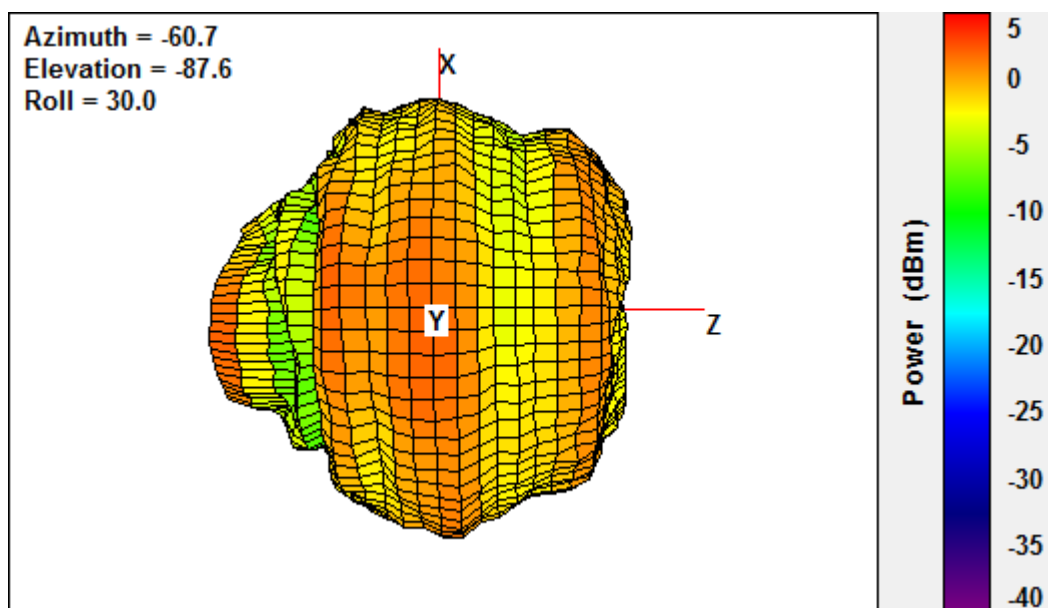 Azimuth = -60.7
Elevation = -87.6
Roll = 30.0
X
Y
Z
Power (dBm)
5
0
-5
-10
-15
-20
-25
-30
-35
-40